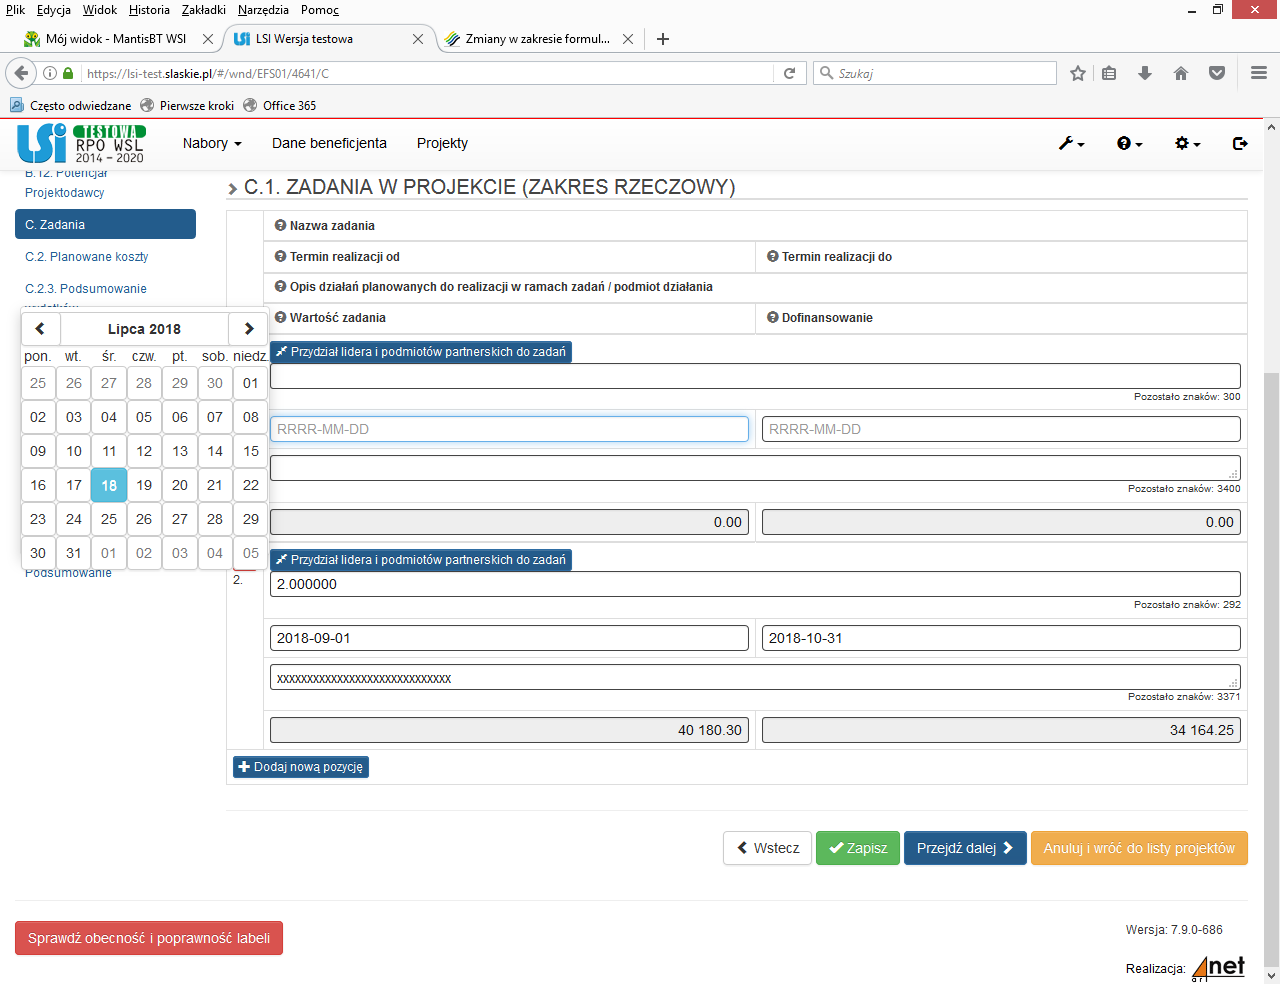 Plik Edycja Widok Historia Zakładki Narzędzia Pomoc
Mój widok - MantisBT WSI
LSI Wersja testowa
Zmiany w zakresie formul...
https://lsi-test.slaskie.pl/#/wnd/EFS01/4641/C
Szukaj
Często odwiedzane Pierwsze kroki Office 365
LSi TESTOWA
RPO WSL
2014 – 2020
Nabory Dane beneficjenta Projekty
B.12. Potencjał
Projektodawcy
C. Zadania
C.2. Planowane koszty
C.2.3. Podsumowanie
C.1. ZADANIA W PROJEKCIE (ZAKRES RZECZOWY)
Nazwa zadania
Termin realizacji od Termin realizacji do
Opis działań planowanych do realizacji w ramach zadań / podmiot działania
Wartość zadania Dofinansowanie
Lipca 2018
pon. wt. śr. czw. pt. sob. niedz.
25 26 27 28 29 30 01
02 03 04 05 06 07 08
09 10 11 12 13 14 15
16 17 18 19 20 21 22
23 24 25 26 27 28 29
30 31 01 02 03 04 05
Podsumowanie
Przydział lidera i podmiotów partnerskich do zadań
Pozostało znaków: 300
RRRR-MM-DD RRRR-MM-DD
Pozostało znaków: 3400
0.00 0.00
Przydział lidera i podmiotów partnerskich do zadań
2.
2.000000
Pozostało znaków: 292
2018-09-01 2018-10-31
xxxxxxxxxxxxxxxxxxxxxxxxxxxxx
Pozostało znaków: 3371
40 180.30 34 164.25
Dodaj nową pozycję
Wstecz Zapisz Przejdź dalej Anuluj i wróć do listy projektów
Sprawdź obecność i poprawność labeli
Wersja: 7.9.0-686
Realizacja: 4net